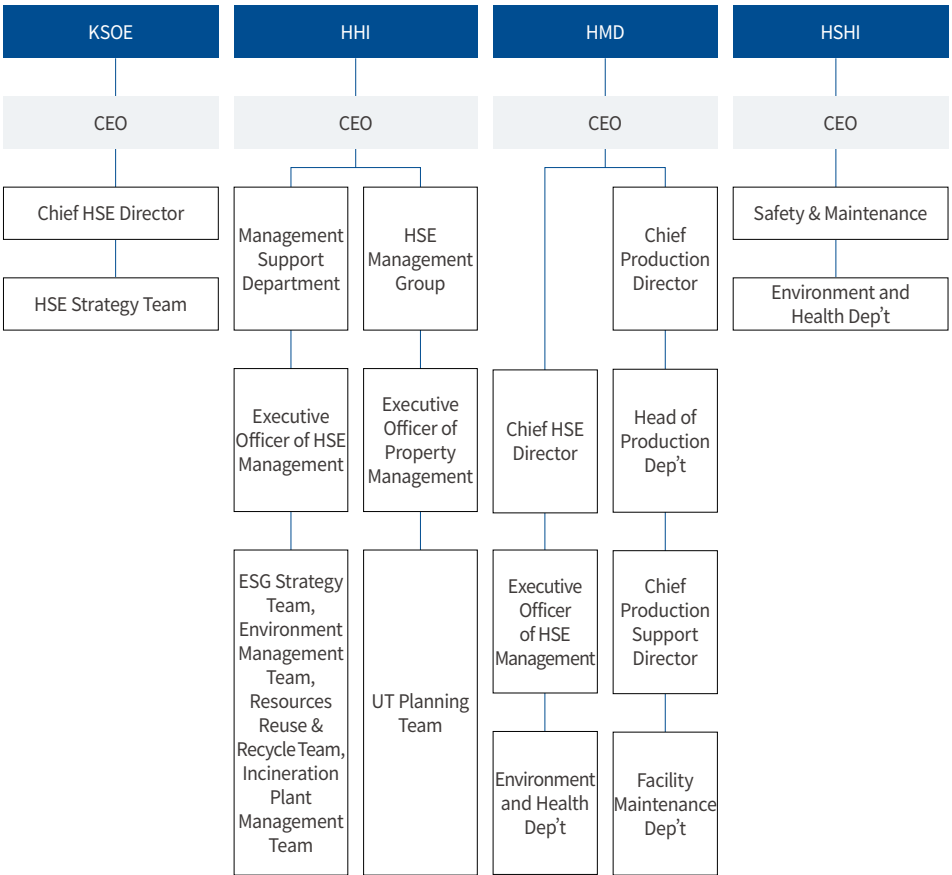 KSOE
CEO
Chief HSE Director
HSE Strategy Team
HHI
CEO
Management
Support
Department
Executive
Officer of HSE
Management
ESG Strategy
Team,
Environment
Management
Team,
Resources
Reuse &
Recycle Team,
Incineration
Plant
Management
Team
HSE
Management
Group
Executive
Officer of
Property
Management
UT Planning
Team
HMD
CEO
Chief HSE
Director
Executive
Officer
of HSE
Management
Environment
and Health
Dep’t
Chief
Production
Director
Head of
Production
Dep’t
Chief
Production
Support
Director
Facility
Maintenance
Dep’t
HSHI
CEO
Safety & Maintenance
Environment and
Health Dep’t